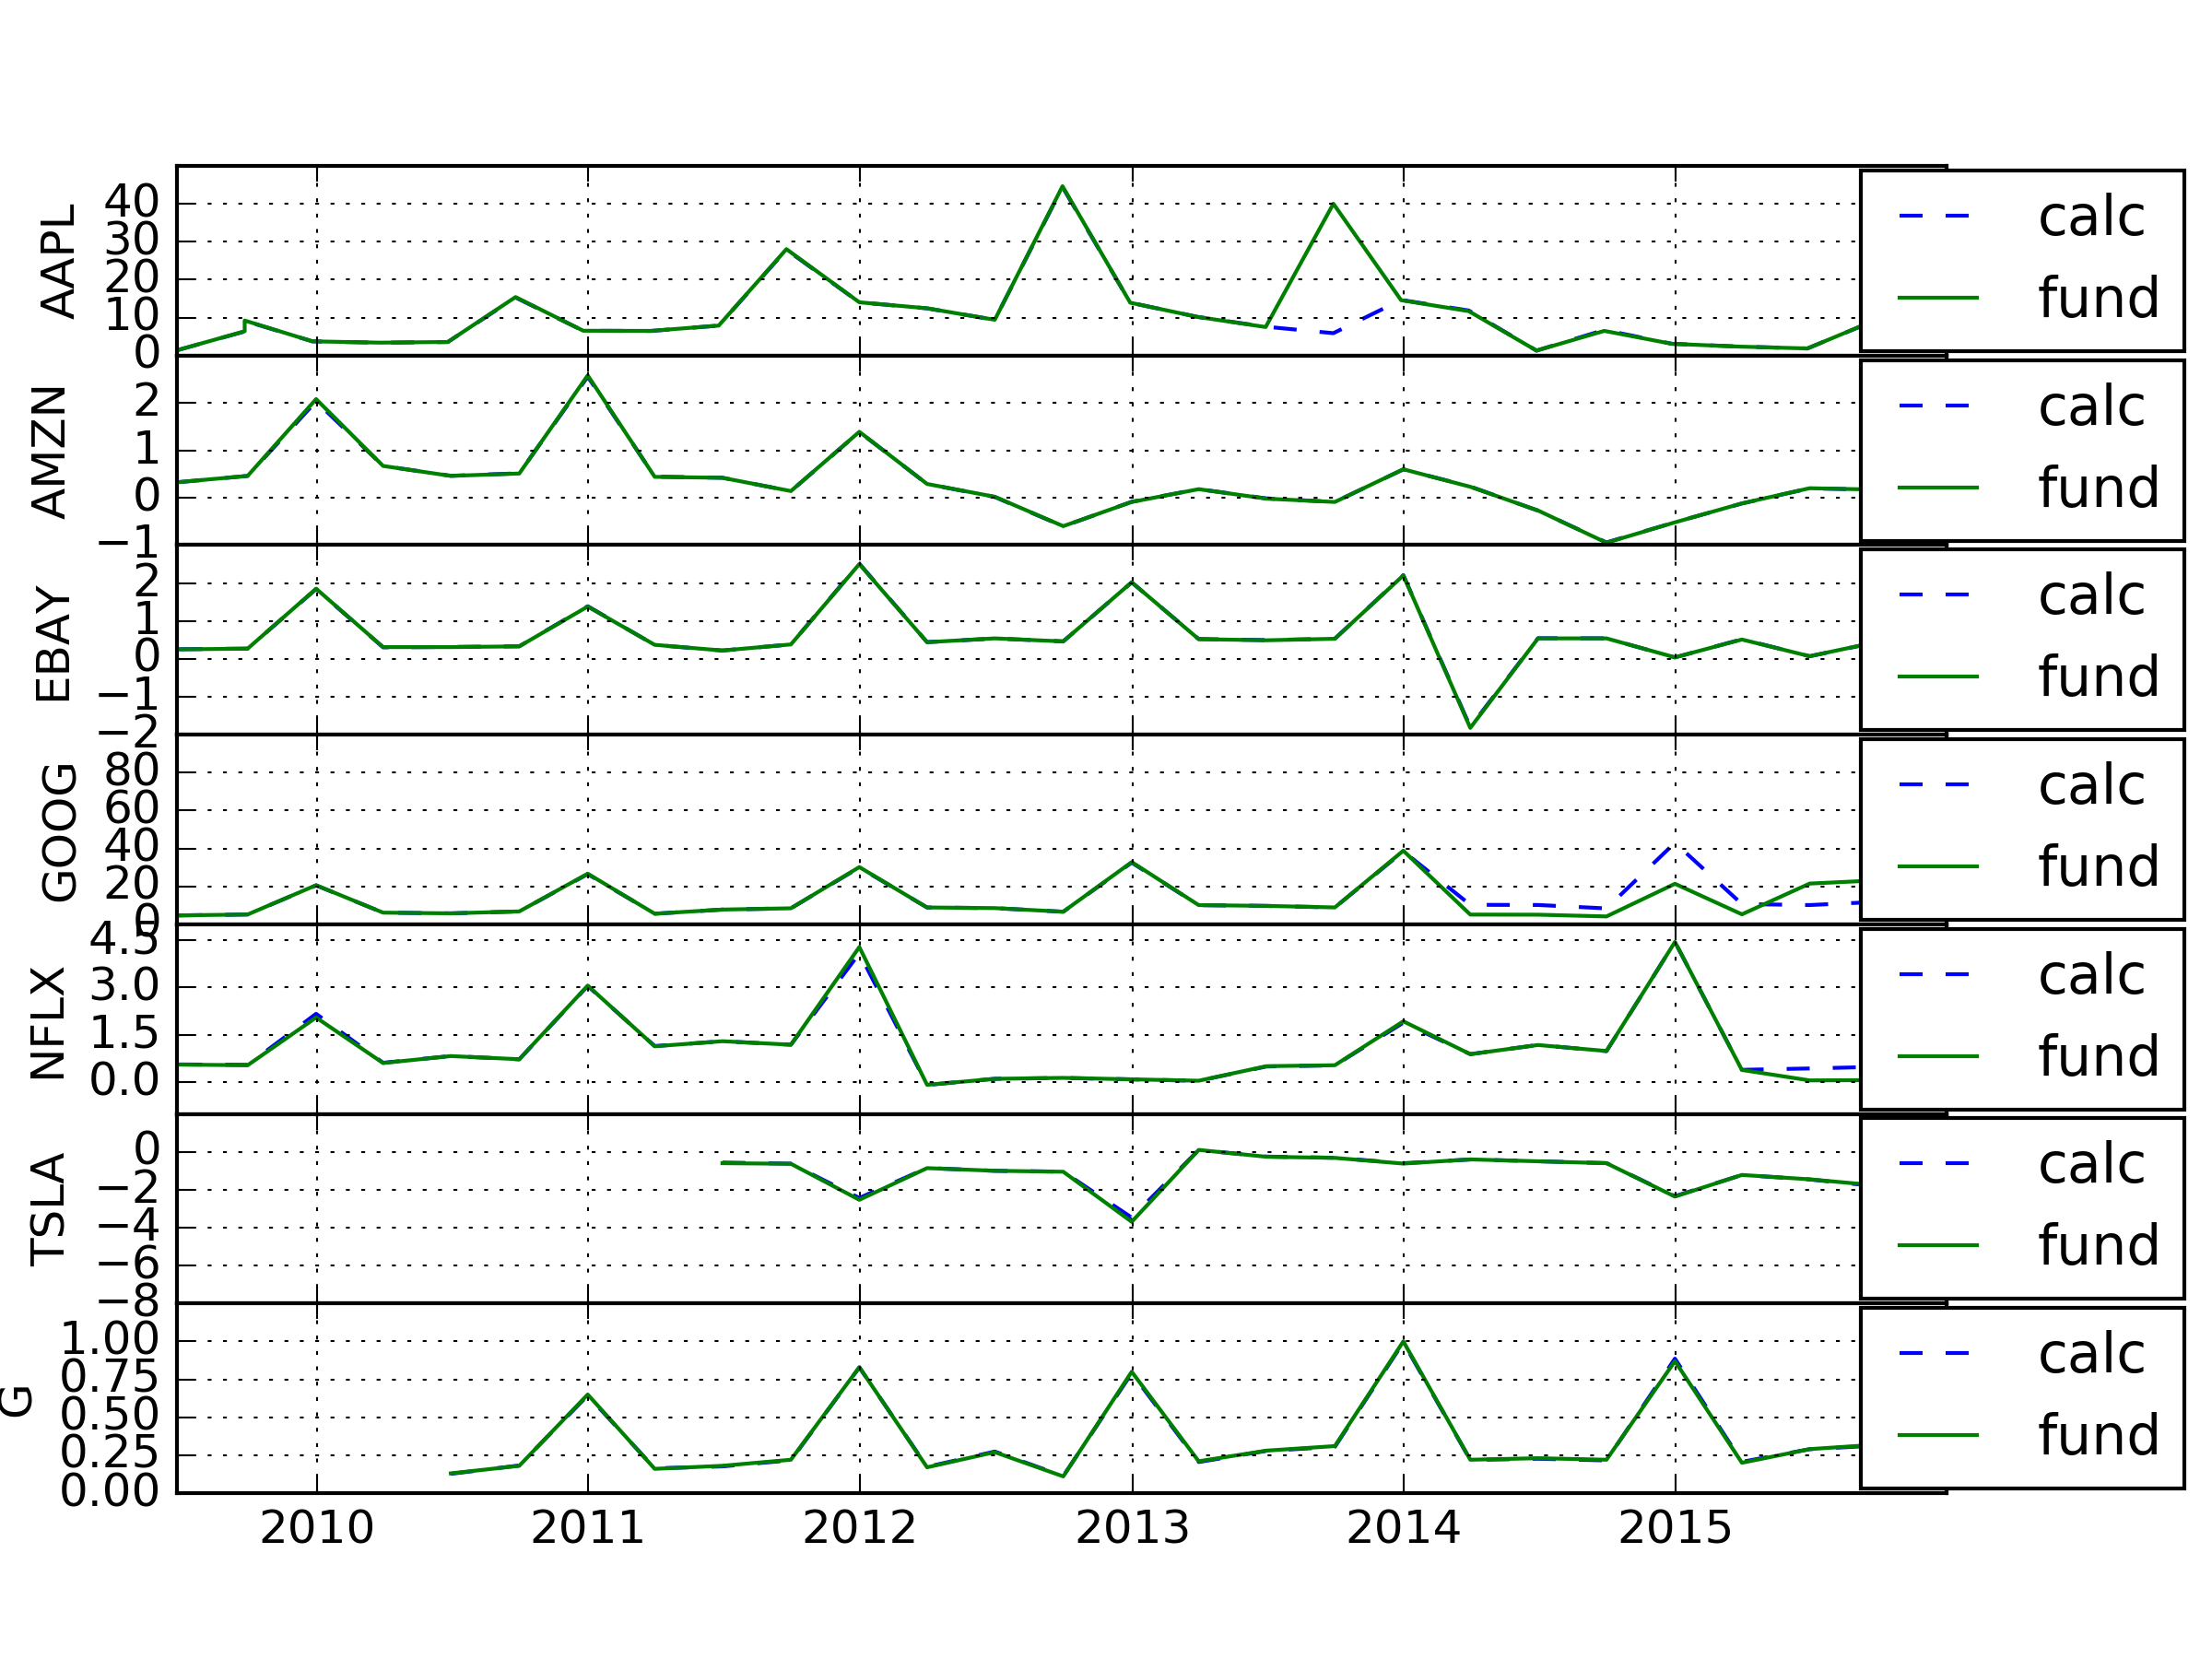 AAPL
40
30
20
10
0
calc
fund
AMZN
2
1
0
−1
calc
fund
EBAY
2
1
0
−1
−2
calc
fund
GOOG
80
60
40
20
0
calc
fund
NFLX
4.5
3.0
1.5
0.0
calc
fund
TSLA
0
−2
−4
−6
−8
calc
fund
G
1.00
0.75
0.50
0.25
0.00
calc
fund
2010 2011 2012 2013 2014 2015